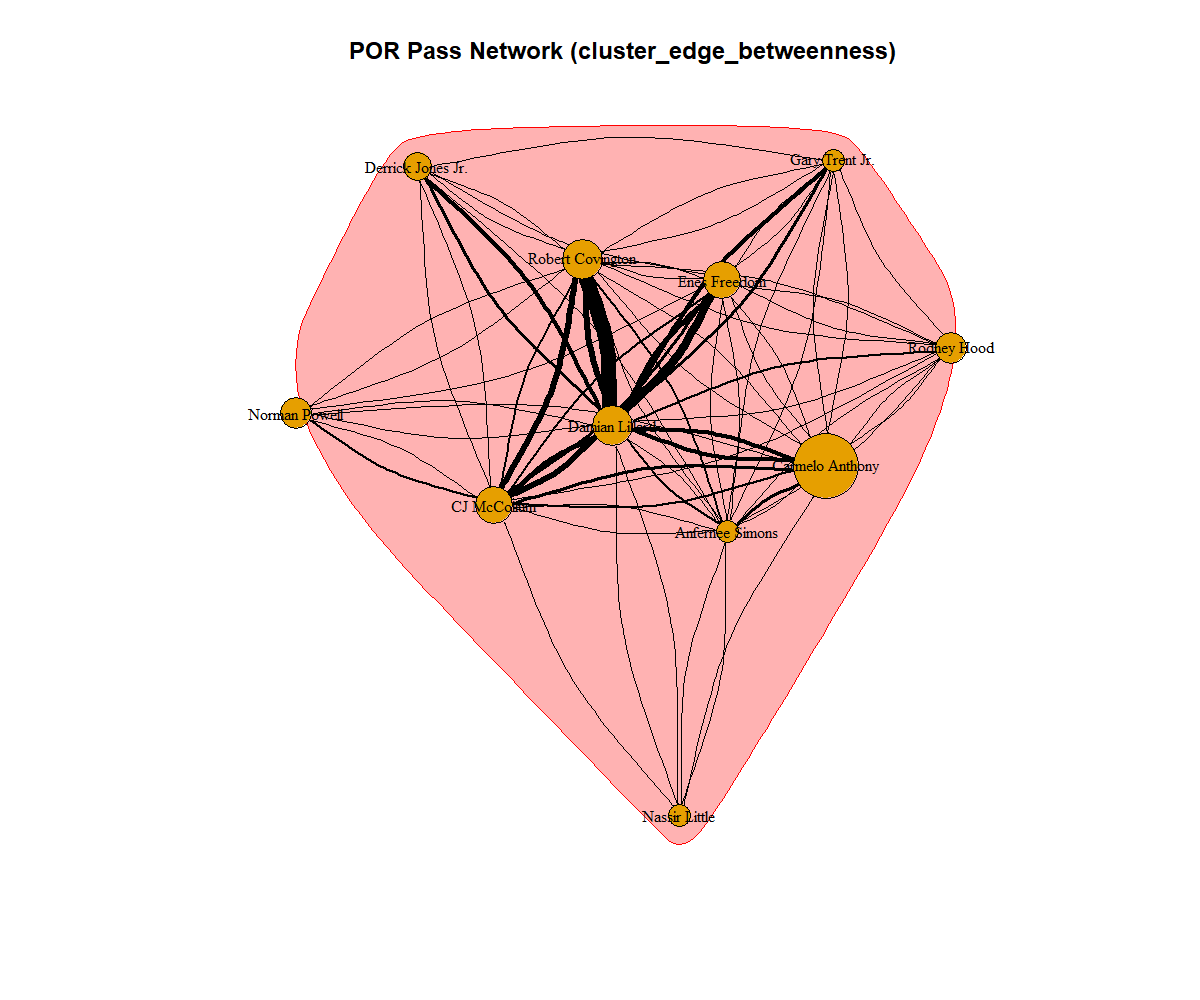 POR Pass Network (cluster_edge_betweenness)
Derrick Jones Jr.
Gary Trent Jr.
Robert Covington
Enes Freedom
Rodney Hood
Norman Powell
Damian Lillard
Carmelo Anthony
CJ McCollum
Anfernee Simons
Nassir Little